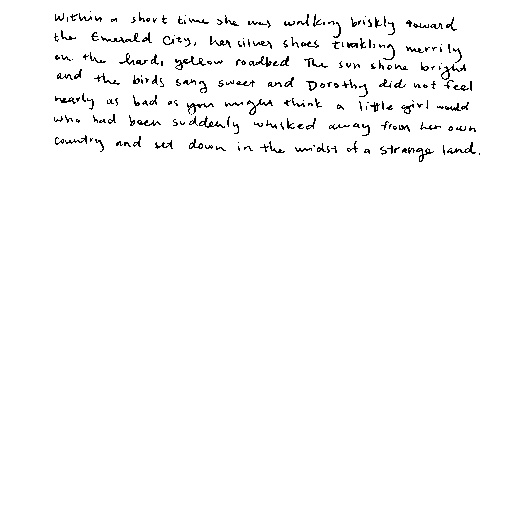 Within a short time she was walking briskly toward
the Emerald City, her silver shoes tinkling merrily
on the hard, yellow roadbed The sun shone bright
and the birds sang sweet and Dorothy did not feel
nearly as bad as you might think a little girl would
who had been suddenly whisked away from her own
country and set down in the midst of a strange land.